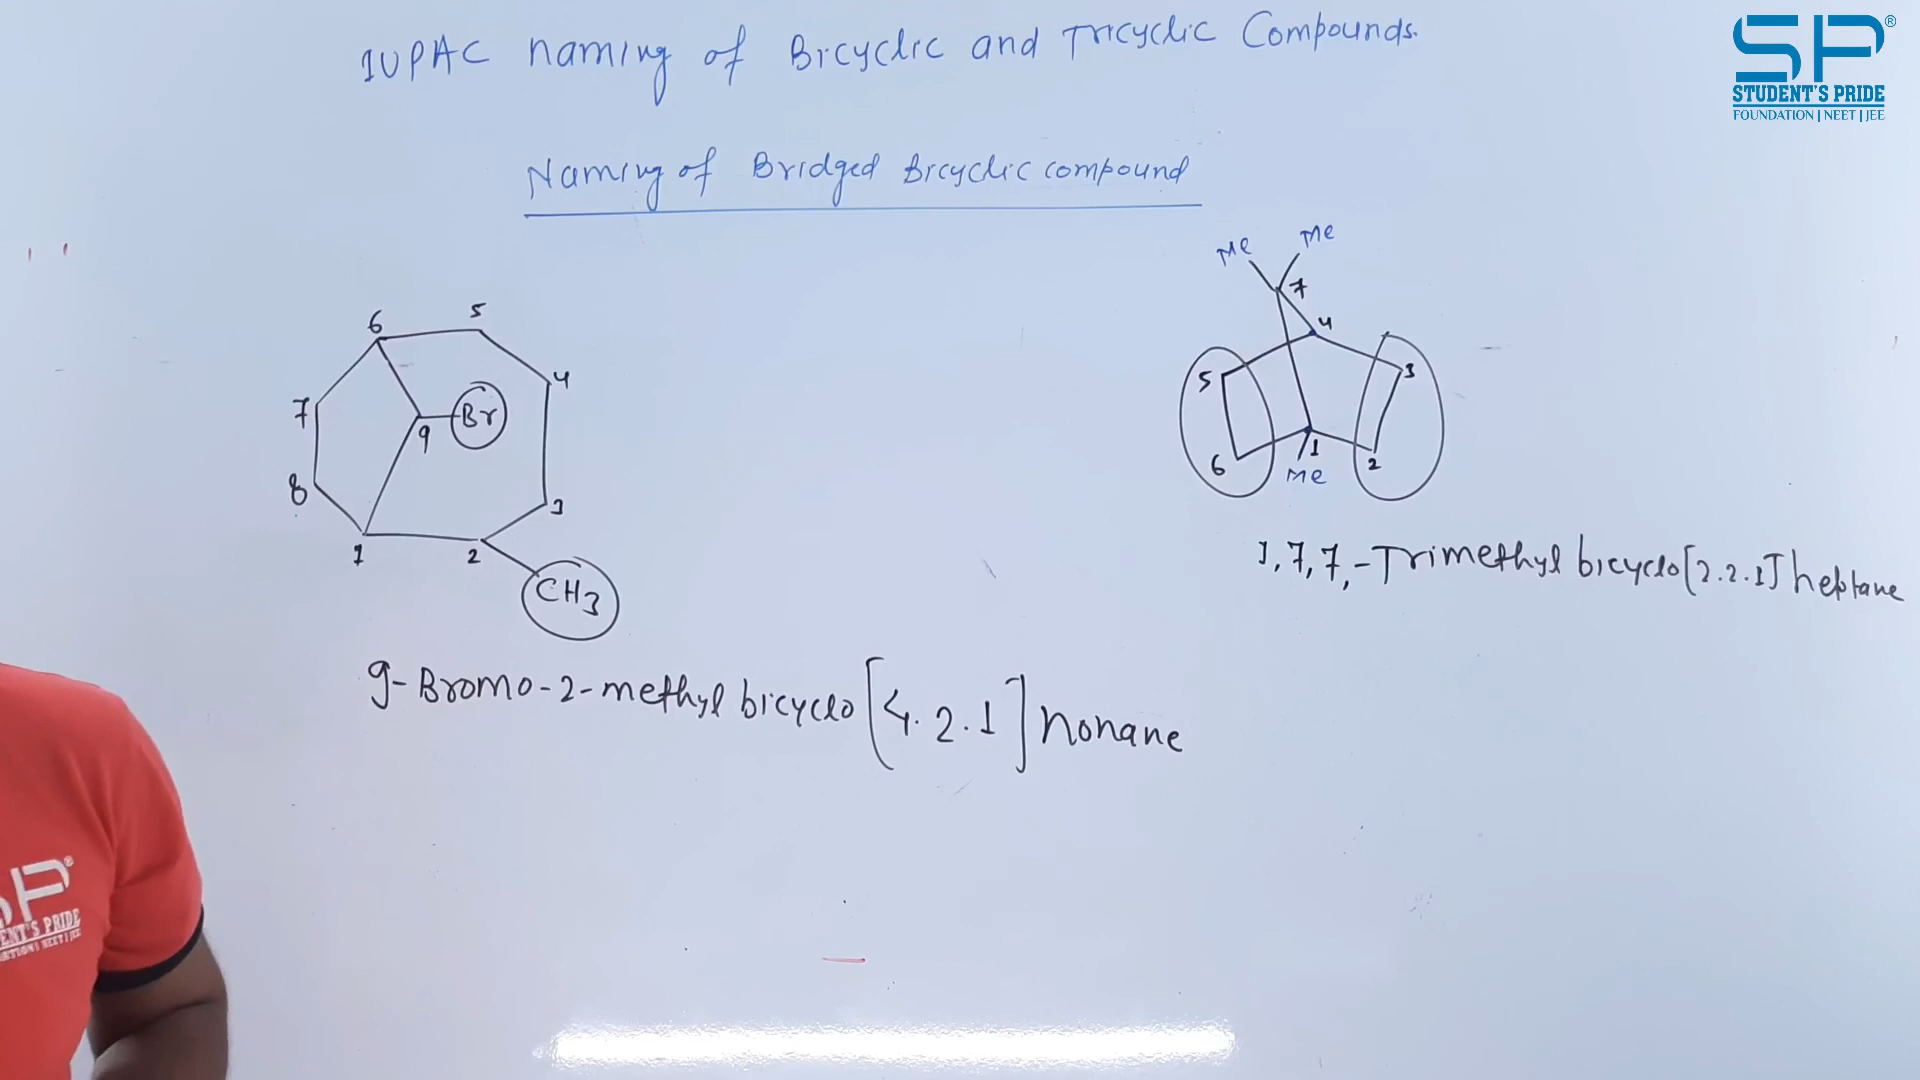 IUPAC naming of Bicyclic and Tricyclic Compounds.
SP®
STUDENT'S PRIDE
FOUNDATION | NEET | JEE
Naming of Bridged Bicyclic compound
6 5
4
7
Br
9
8
3
1 2
CH3
9-Bromo-2-methyl bicyclo [4.2.1] nonane
Me Me
7
4
5 3
6 1 2
Me
1,7,7,-Trimethyl bicyclo [2.2.1] heptane